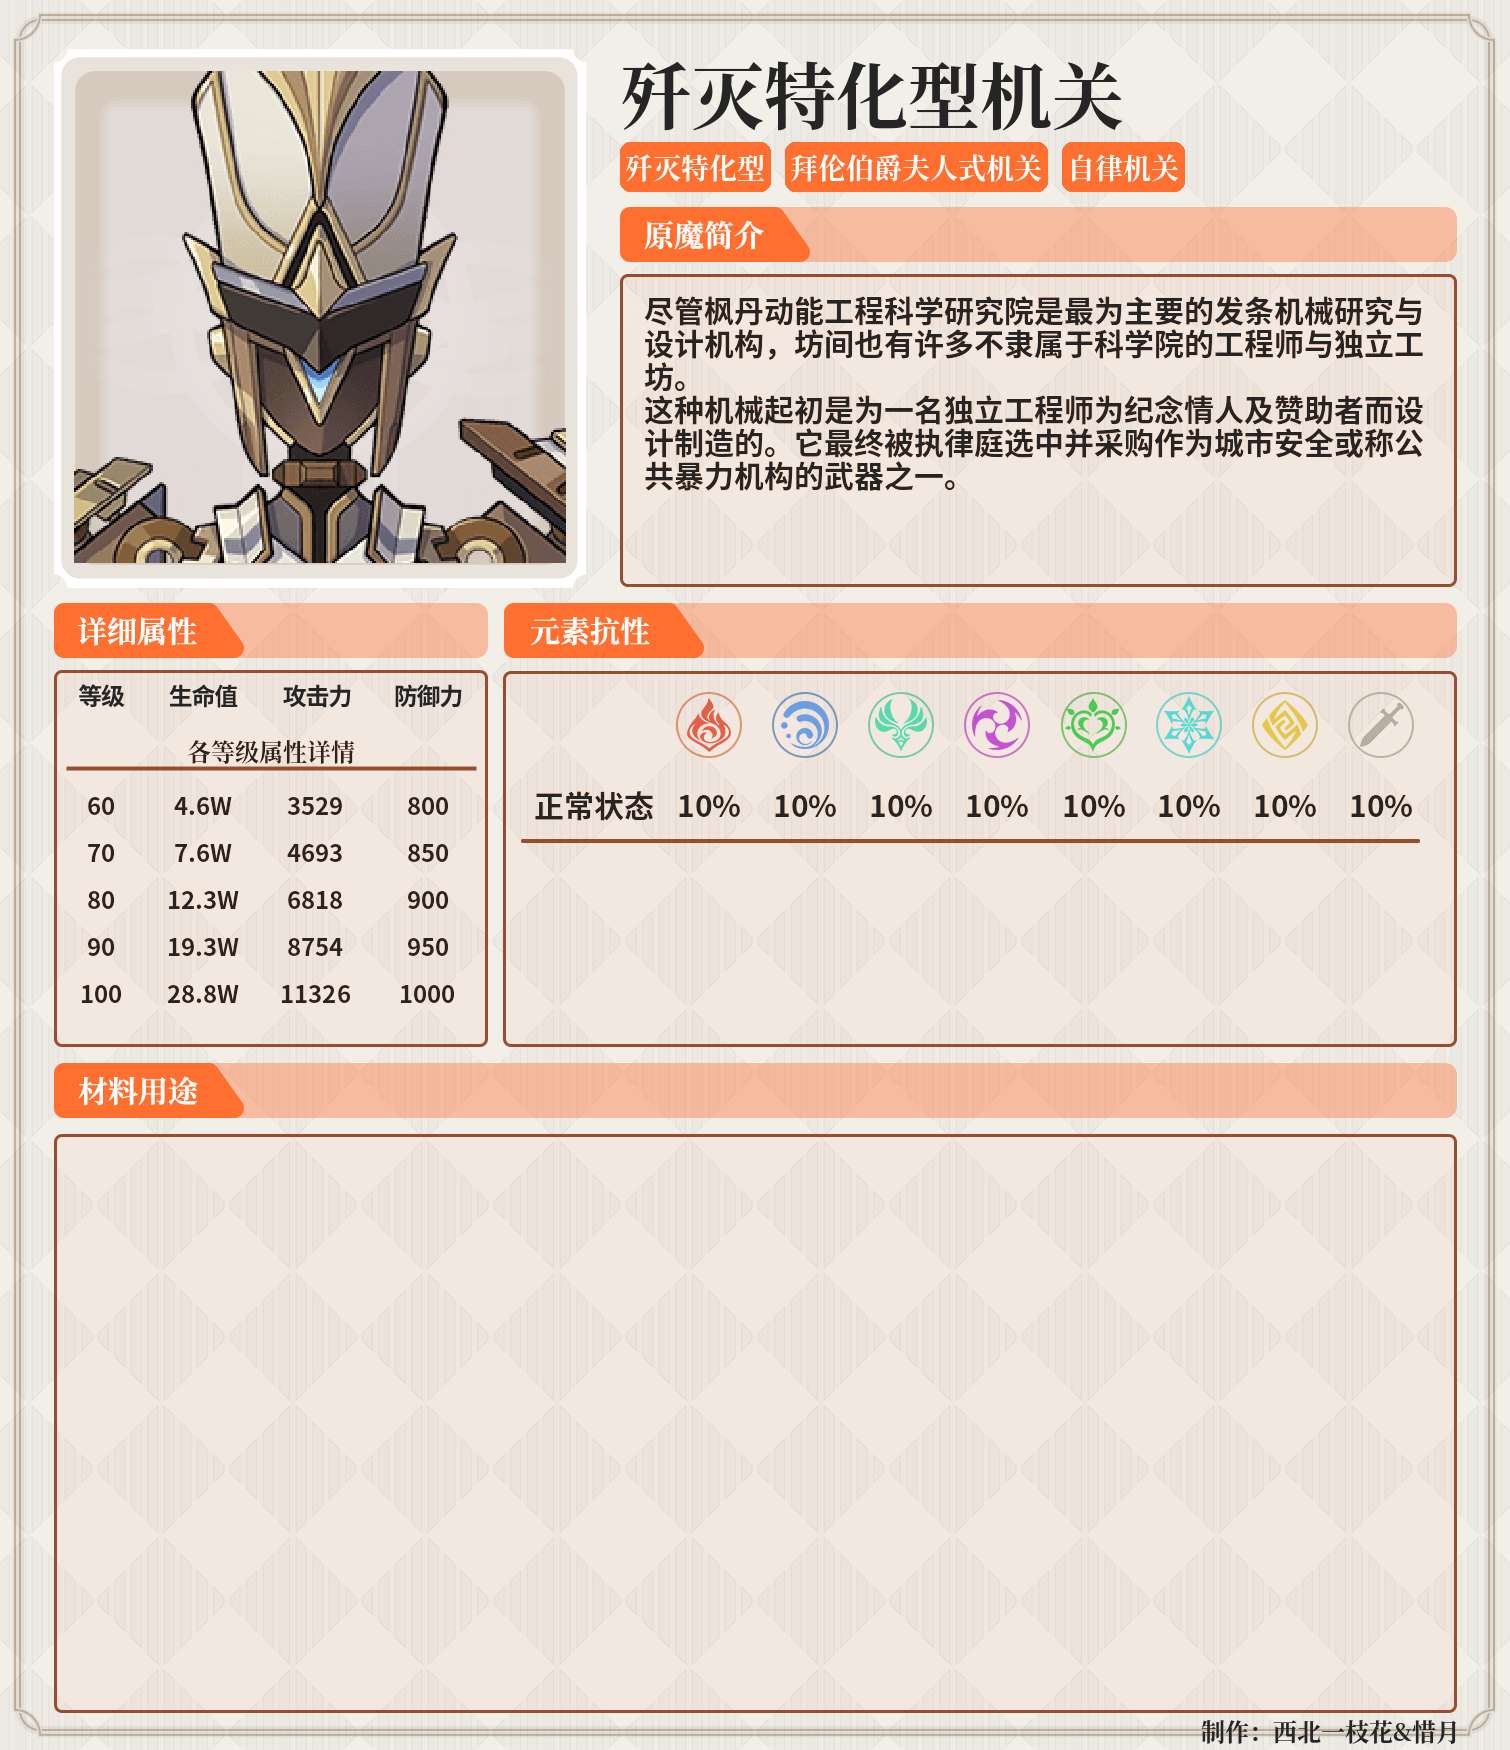 歼灭特化型机关
歼灭特化型 拜伦伯爵夫人式机关 自律机关
原魔简介
尽管枫丹动能工程科学研究院是最为主要的发条机械研究与
设计机构，坊间也有许多不隶属于科学院的工程师与独立工
坊。
这种机械起初是为一名独立工程师为纪念情人及赞助者而设
计制造的。它最终被执律庭选中并采购作为城市安全或称公
共暴力机构的武器之一。
详细属性
等级 生命值 攻击力 防御力
各等级属性详情
60 4.6W 3529 800
70 7.6W 4693 850
80 12.3W 6818 900
90 19.3W 8754 950
100 28.8W 11326 1000
元素抗性
正常状态 10% 10% 10% 10% 10% 10% 10% 10%
材料用途
制作：西北一枝花&惜月